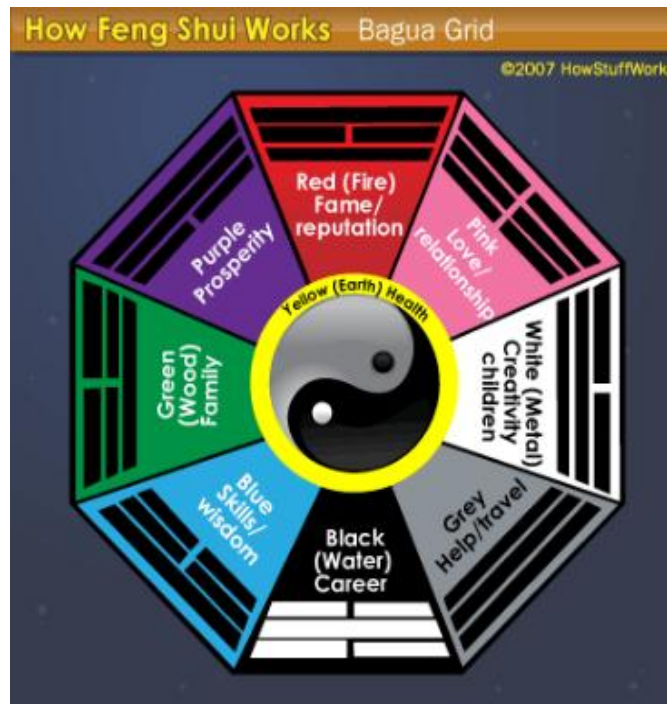 How Feng Shui Works Bagua Grid
©2007 HowStuffWork
Red (Fire)
Fame/
reputation
Pink
Love/
relationship
White (Metal)
Creativity
children
Grey
Help/travel
Black
(Water)
Career
Blue
Skills/
wisdom
Green
(Wood)
Family
Purple
Prosperity
Yellow (Earth) Health